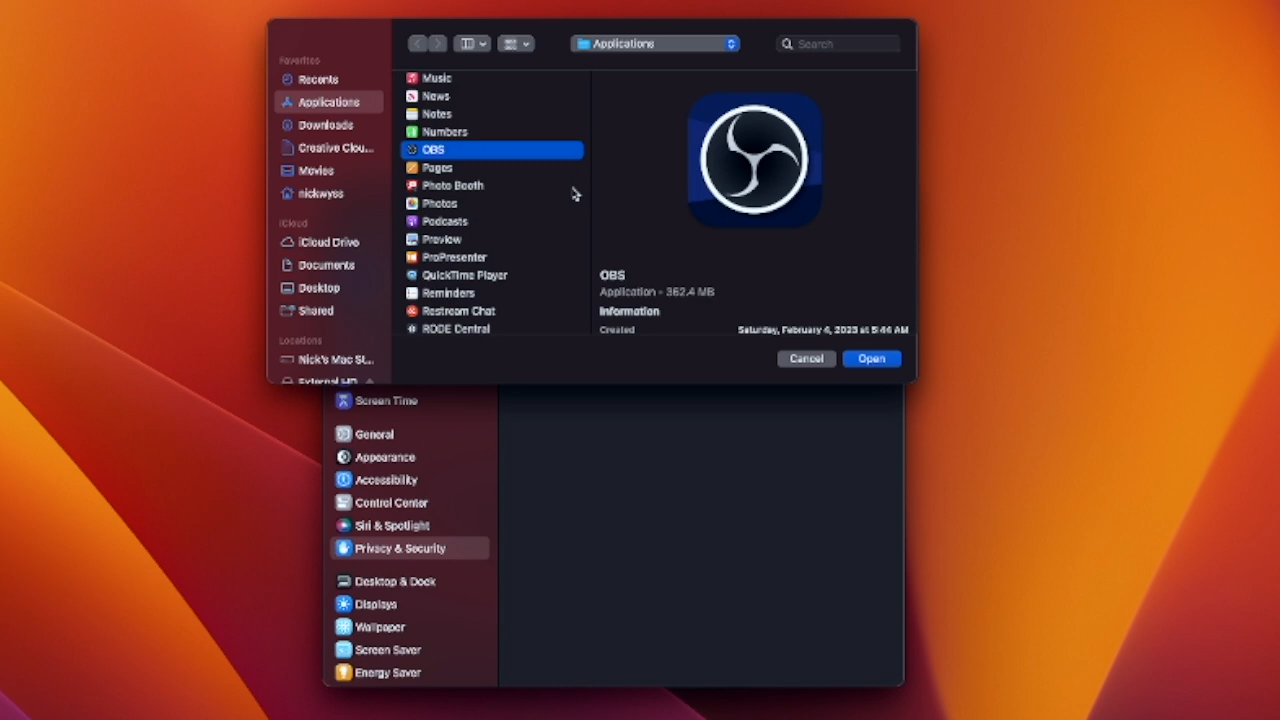 Applications
Search
Favorites
Recents
Applications
Downloads
Creative Clou...
Movies
nickwyss
iCloud
iCloud Drive
Documents
Desktop
Shared
Locations
Nick's Mac St...
External HD
Music
News
Notes
Numbers
OBS
Pages
Photo Booth
Photos
Podcasts
Preview
ProPresenter
QuickTime Player
Reminders
Restream Chat
RODE Central
OBS
Application - 362.4 MB
Information
Created Saturday, February 4, 2023 at 5:44 AM
Cancel
Open
Screen Time
General
Appearance
Accessibility
Control Center
Siri & Spotlight
Privacy & Security
Desktop & Dock
Displays
Wallpaper
Screen Saver
Energy Saver